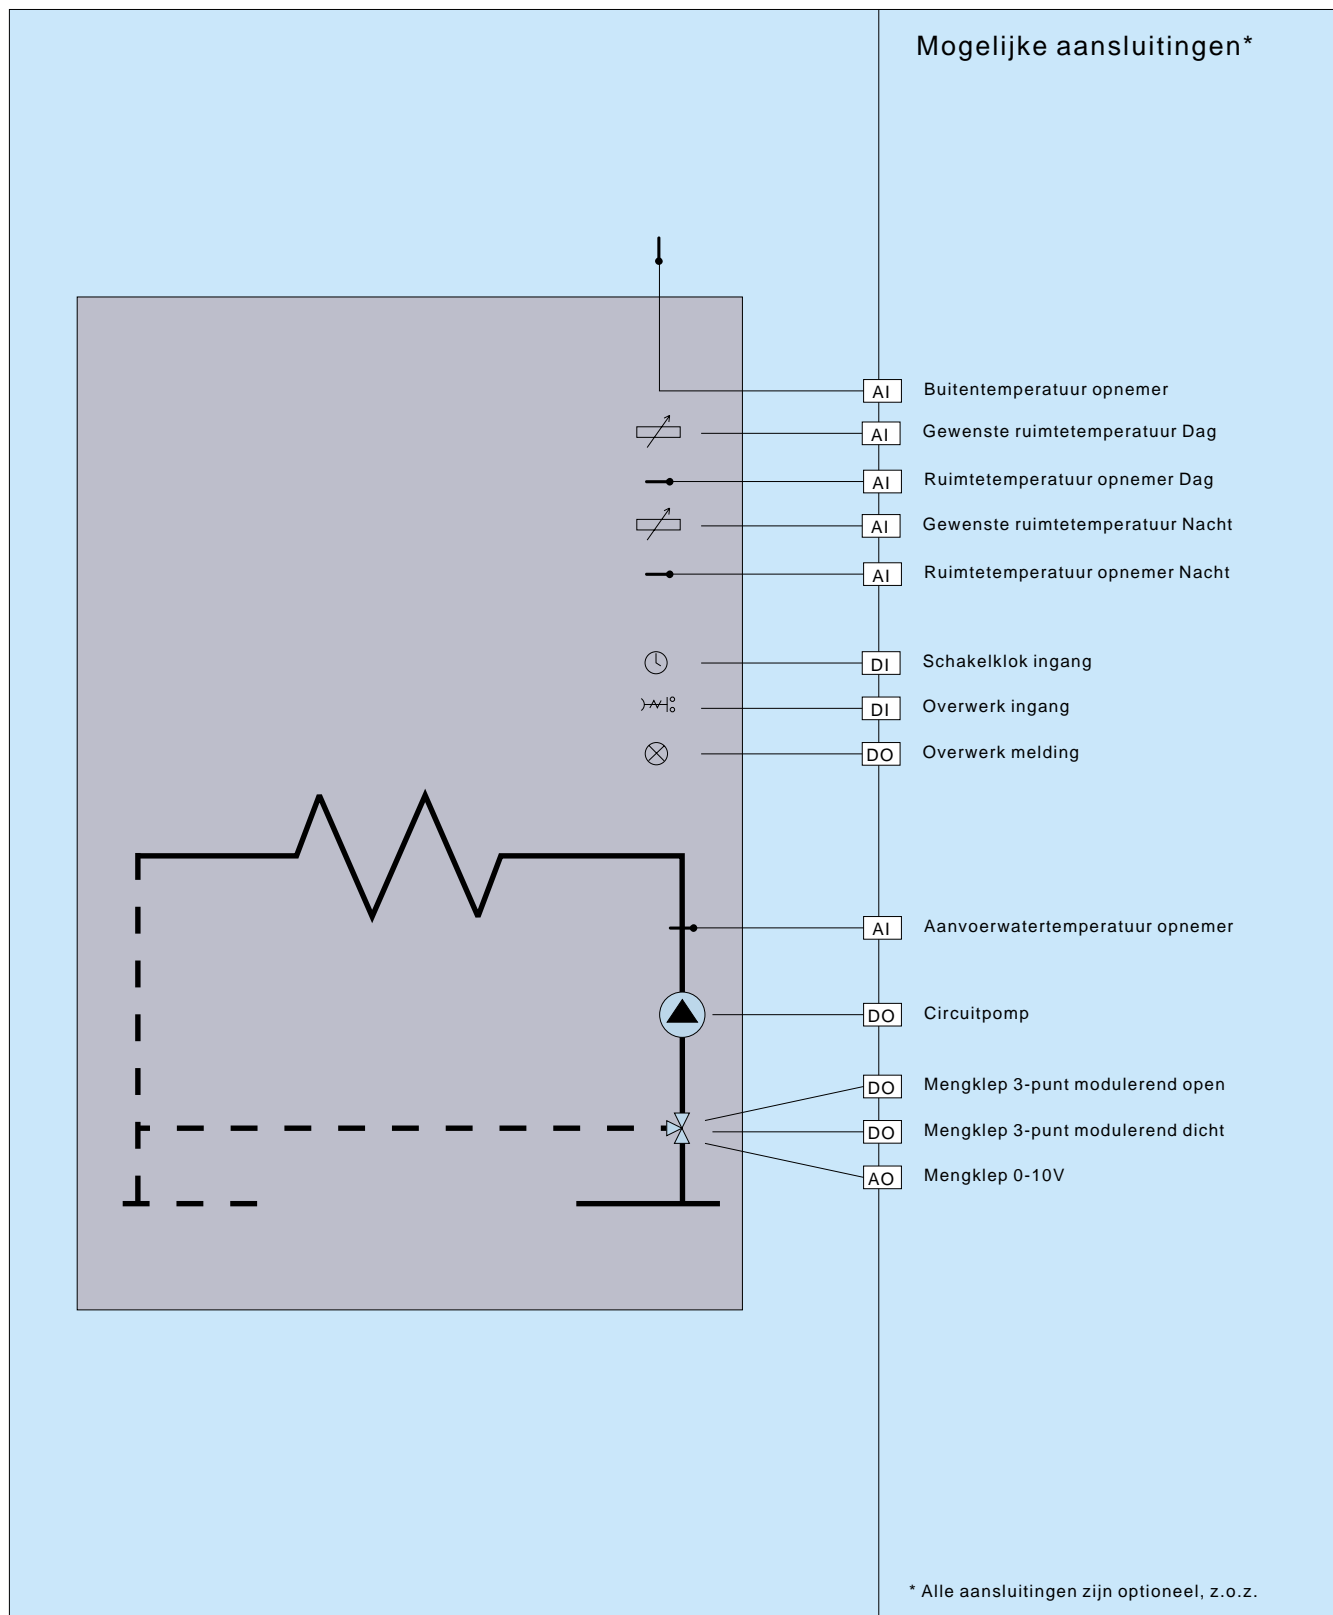 Mogelijke aansluitingen*
AI Buitentemperatuur opnemer
AI Gewenste ruimtetemperatuur Dag
AI Ruimtetemperatuur opnemer Dag
AI Gewenste ruimtetemperatuur Nacht
AI Ruimtetemperatuur opnemer Nacht
DI Schakelklok ingang
DI Overwerk ingang
DO Overwerk melding
AI Aanvoerwatertemperatuur opnemer
DO Circuitpomp
DO Mengklep 3-punt modulerend open
DO Mengklep 3-punt modulerend dicht
AO Mengklep 0-10V
* Alle aansluitingen zijn optioneel, z.o.z.